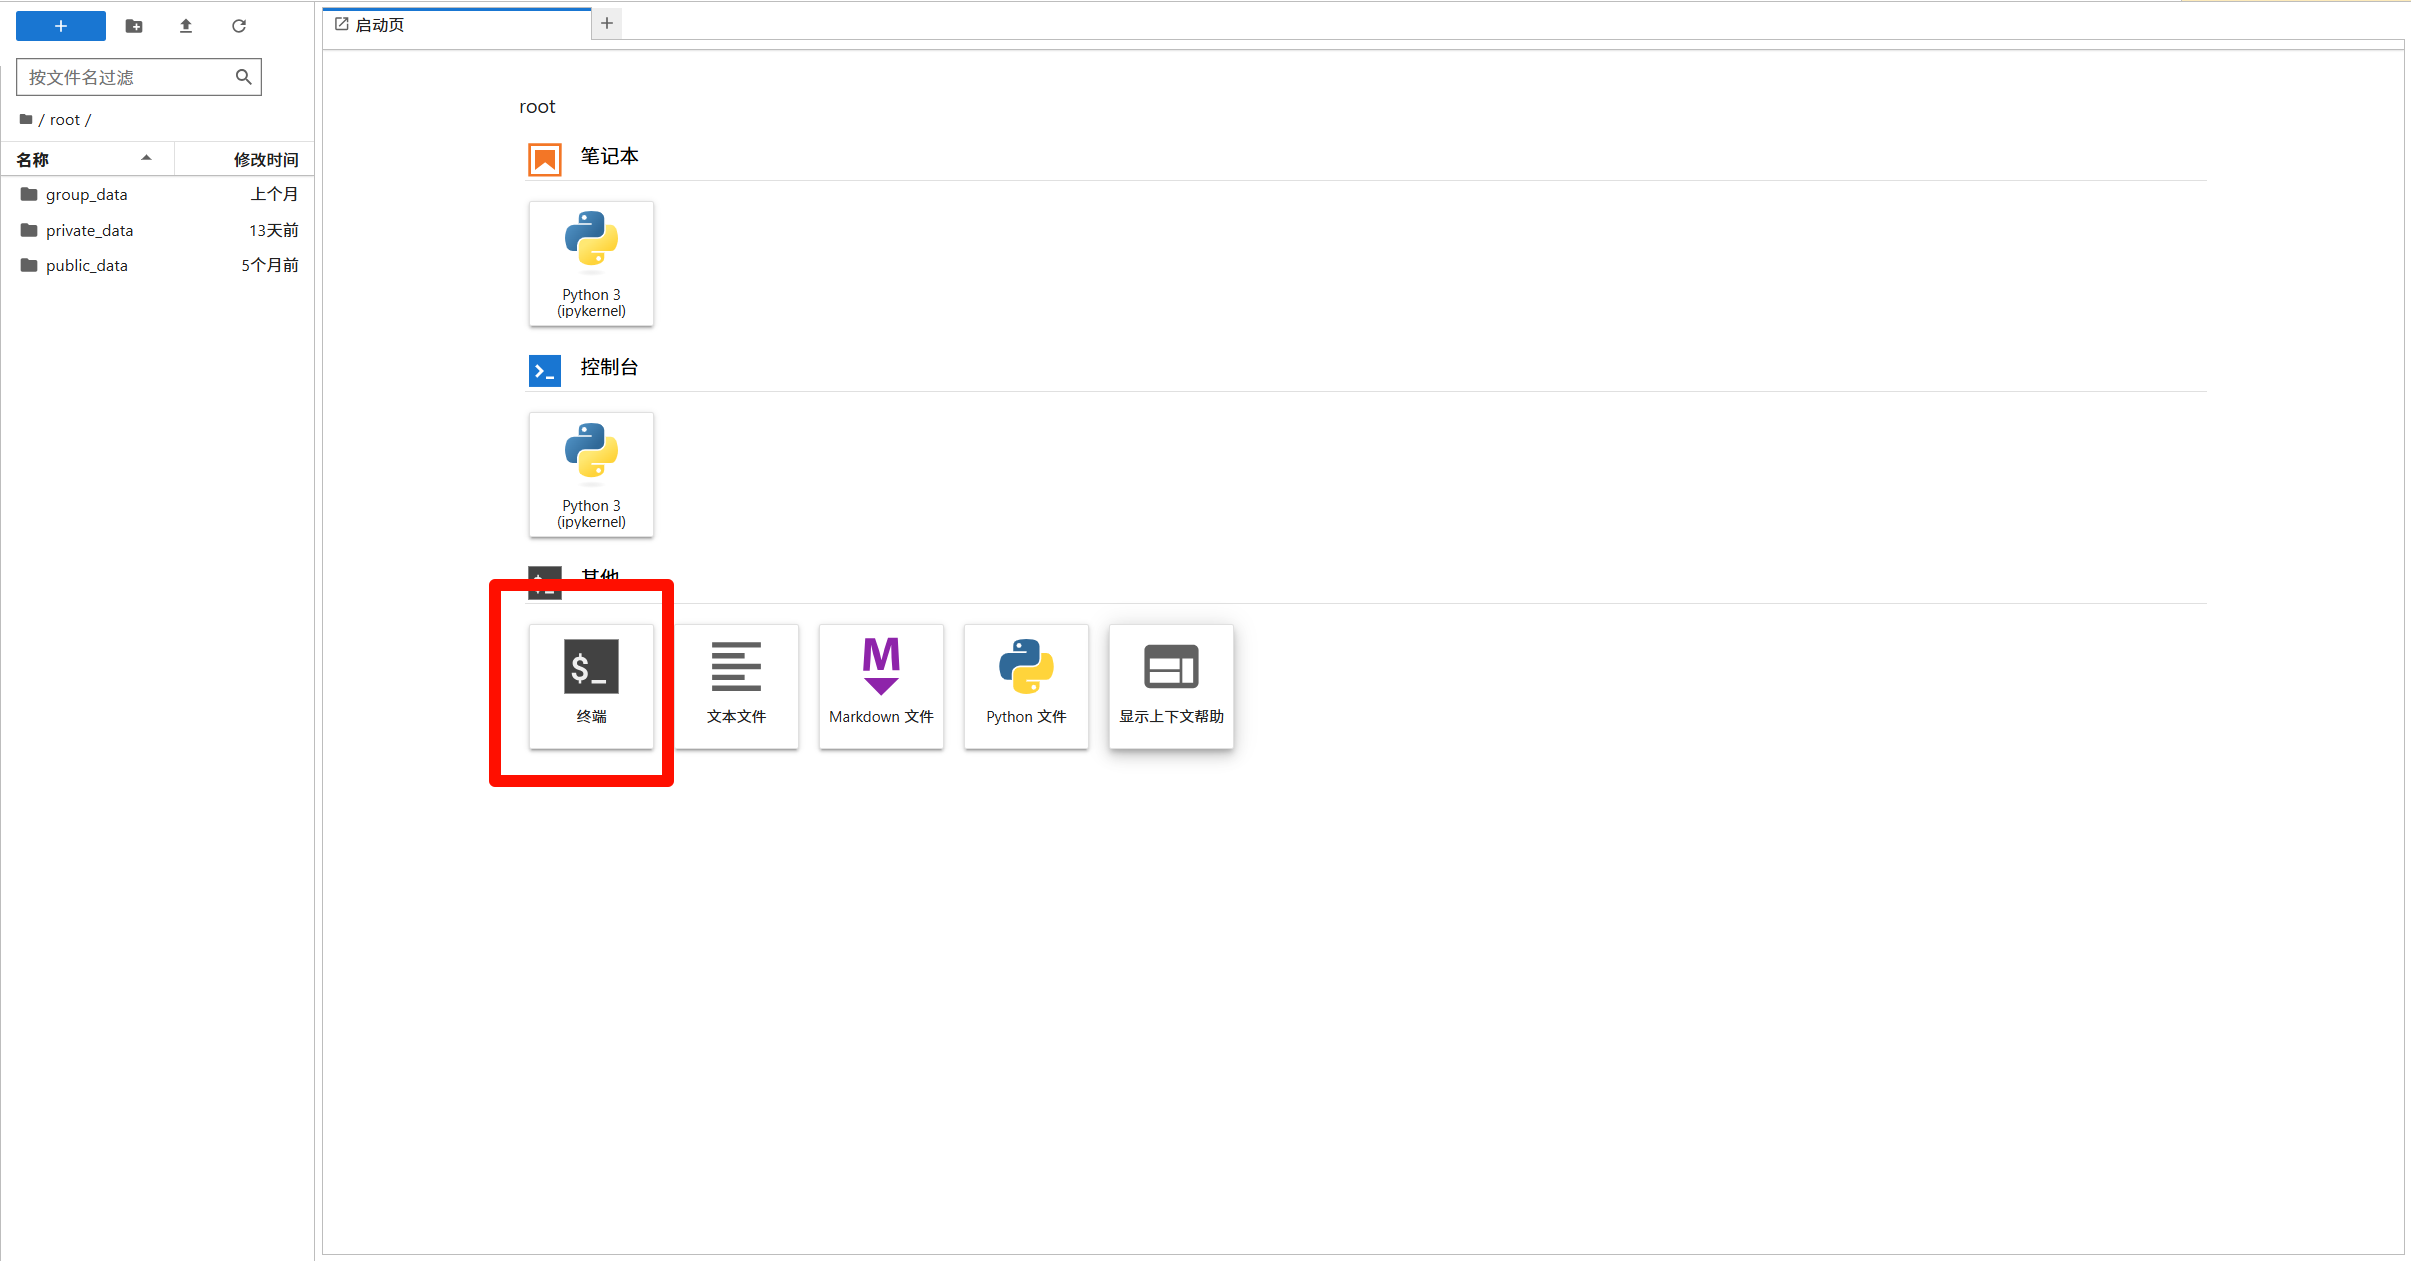 启动页
按文件名过滤
/ root /
名称 修改时间
group_data 上个月
private_data 13天前
public_data 5个月前
root
笔记本
Python 3
(ipykernel)
控制台
Python 3
(ipykernel)
其他
$_
终端
文本文件
M
Markdown 文件
Python 文件
显示上下文帮助